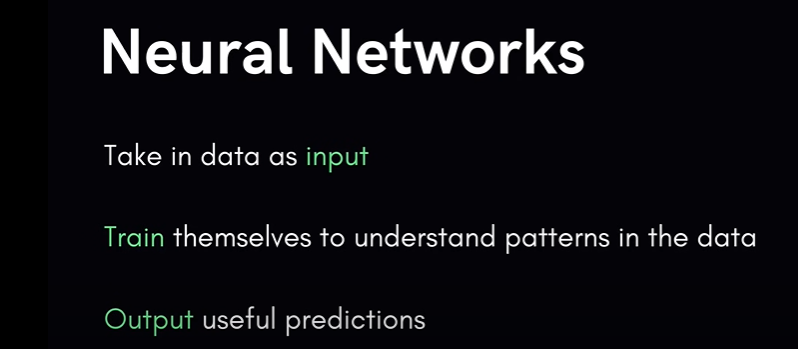 Neural Networks
Take in data as input
Train themselves to understand patterns in the data
Output useful predictions